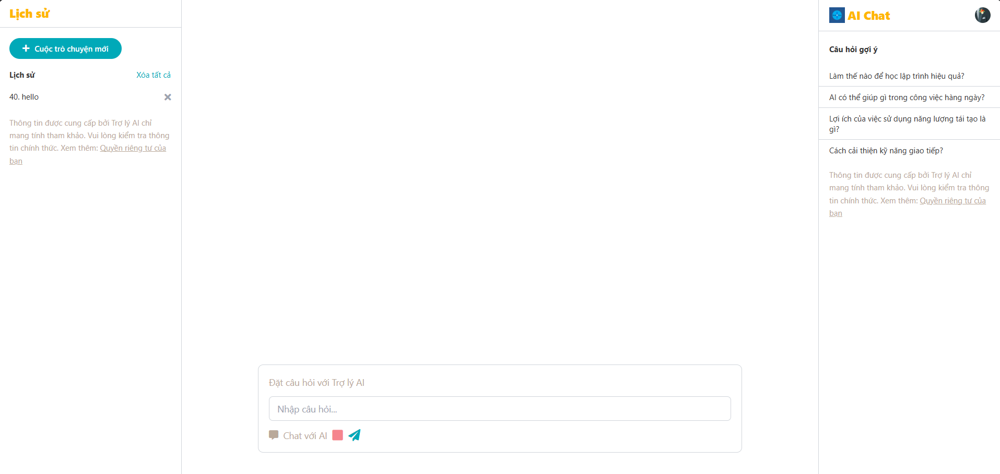 Lịch sử
Cuộc trò chuyện mới
Lịch sử
Xóa tất cả
40. hello
Thông tin được cung cấp bởi Trợ lý AI chỉ
mang tính tham khảo. Vui lòng kiểm tra thông
tin chính thức. Xem thêm: Quyền riêng tư của
bạn
Đặt câu hỏi với Trợ lý AI
Nhập câu hỏi...
Chat với AI
AI Chat
Câu hỏi gợi ý
Làm thế nào để học lập trình hiệu quả?
AI có thể giúp gì trong công việc hàng ngày?
Lợi ích của việc sử dụng năng lượng tái tạo là
gì?
Cách cải thiện kỹ năng giao tiếp?
Thông tin được cung cấp bởi Trợ lý AI chỉ
mang tính tham khảo. Vui lòng kiểm tra thông
tin chính thức. Xem thêm: Quyền riêng tư của
bạn